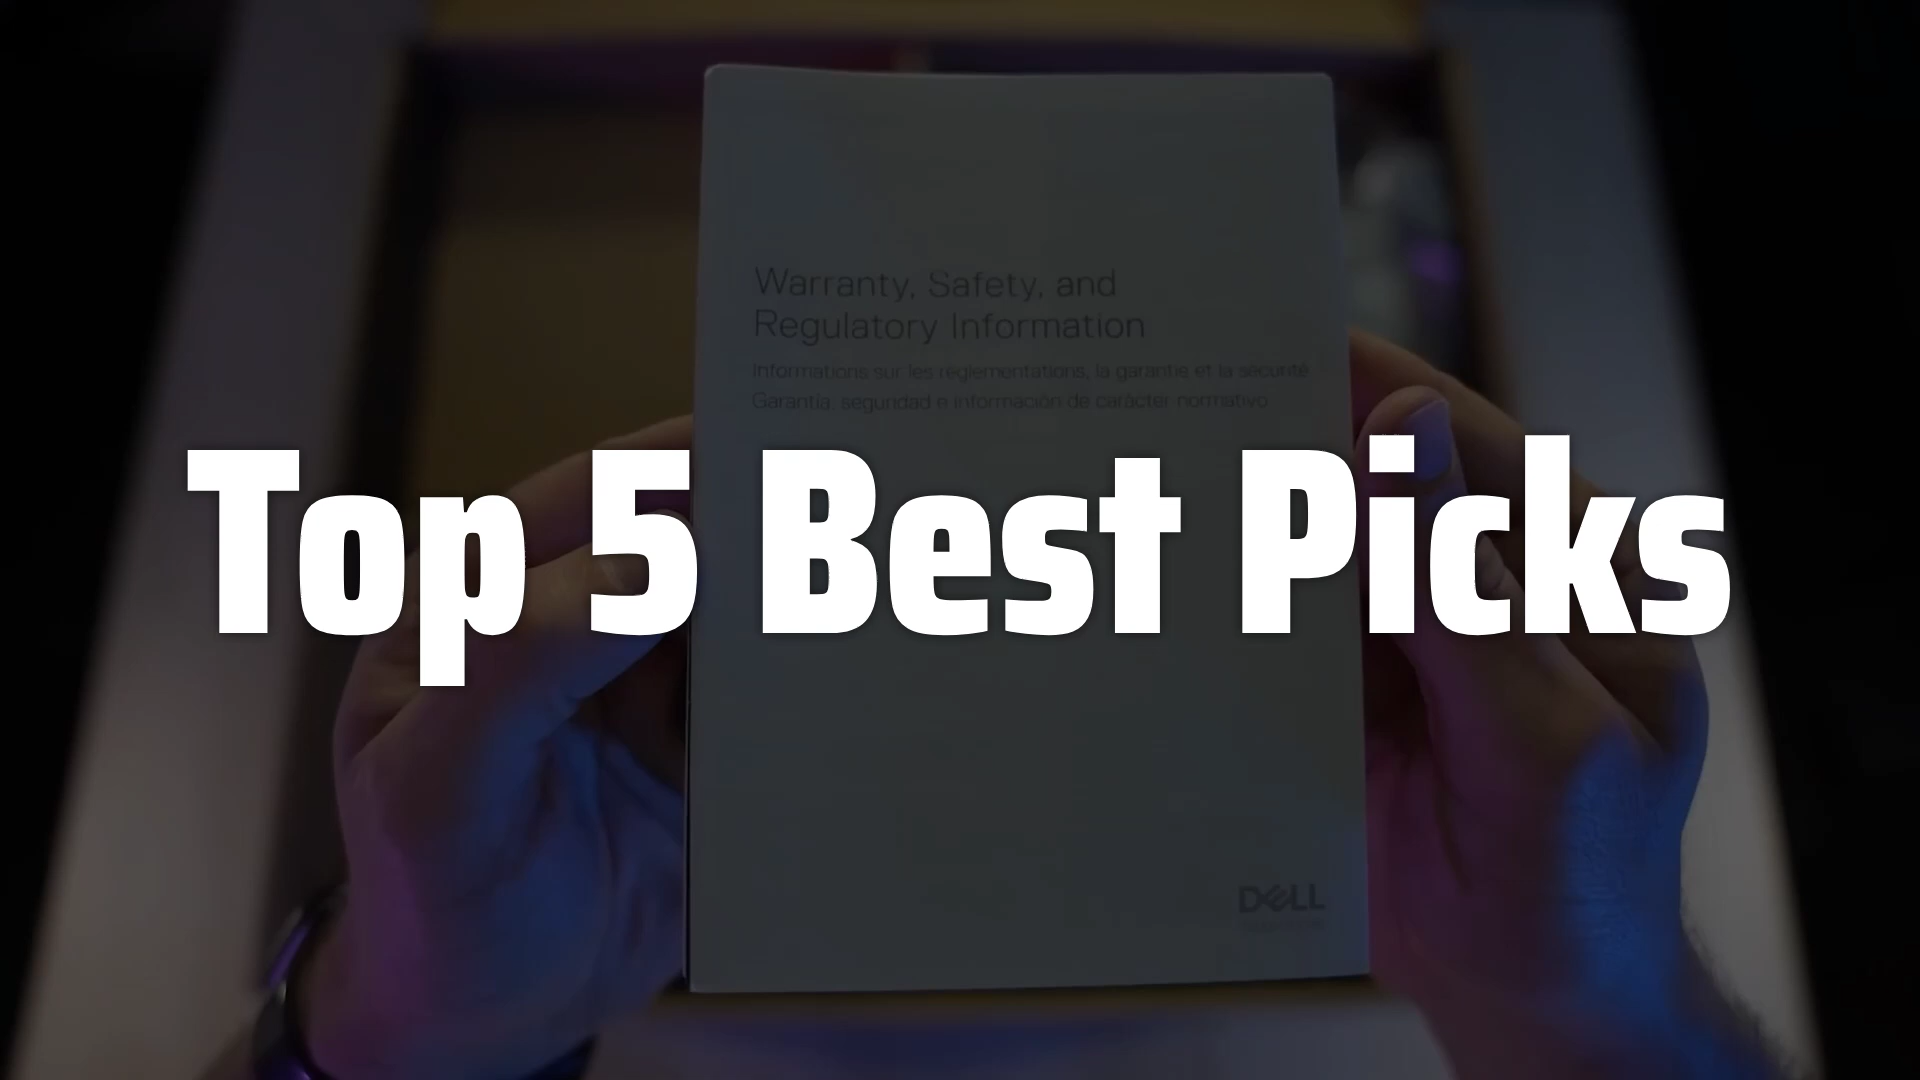 Warranty, Safety, and
Regulatory Information
Informations sur les réglementations, la garantie et la sécurité
Garantía, seguridad e información de carácter normativo
Top 5 Best Picks
DELL